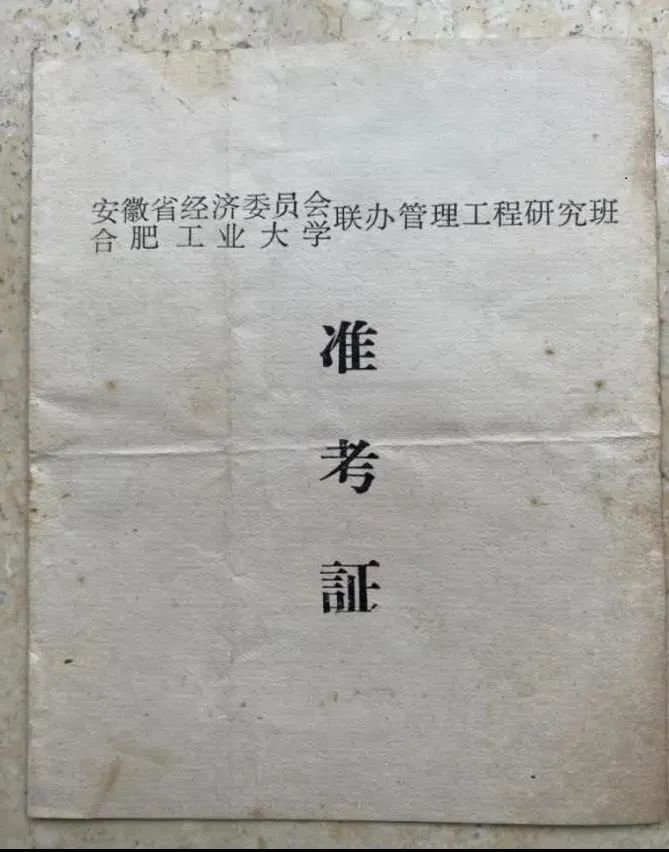 安徽省经济委员会
合肥工业大学
联办管理工程研究班
准
考
証